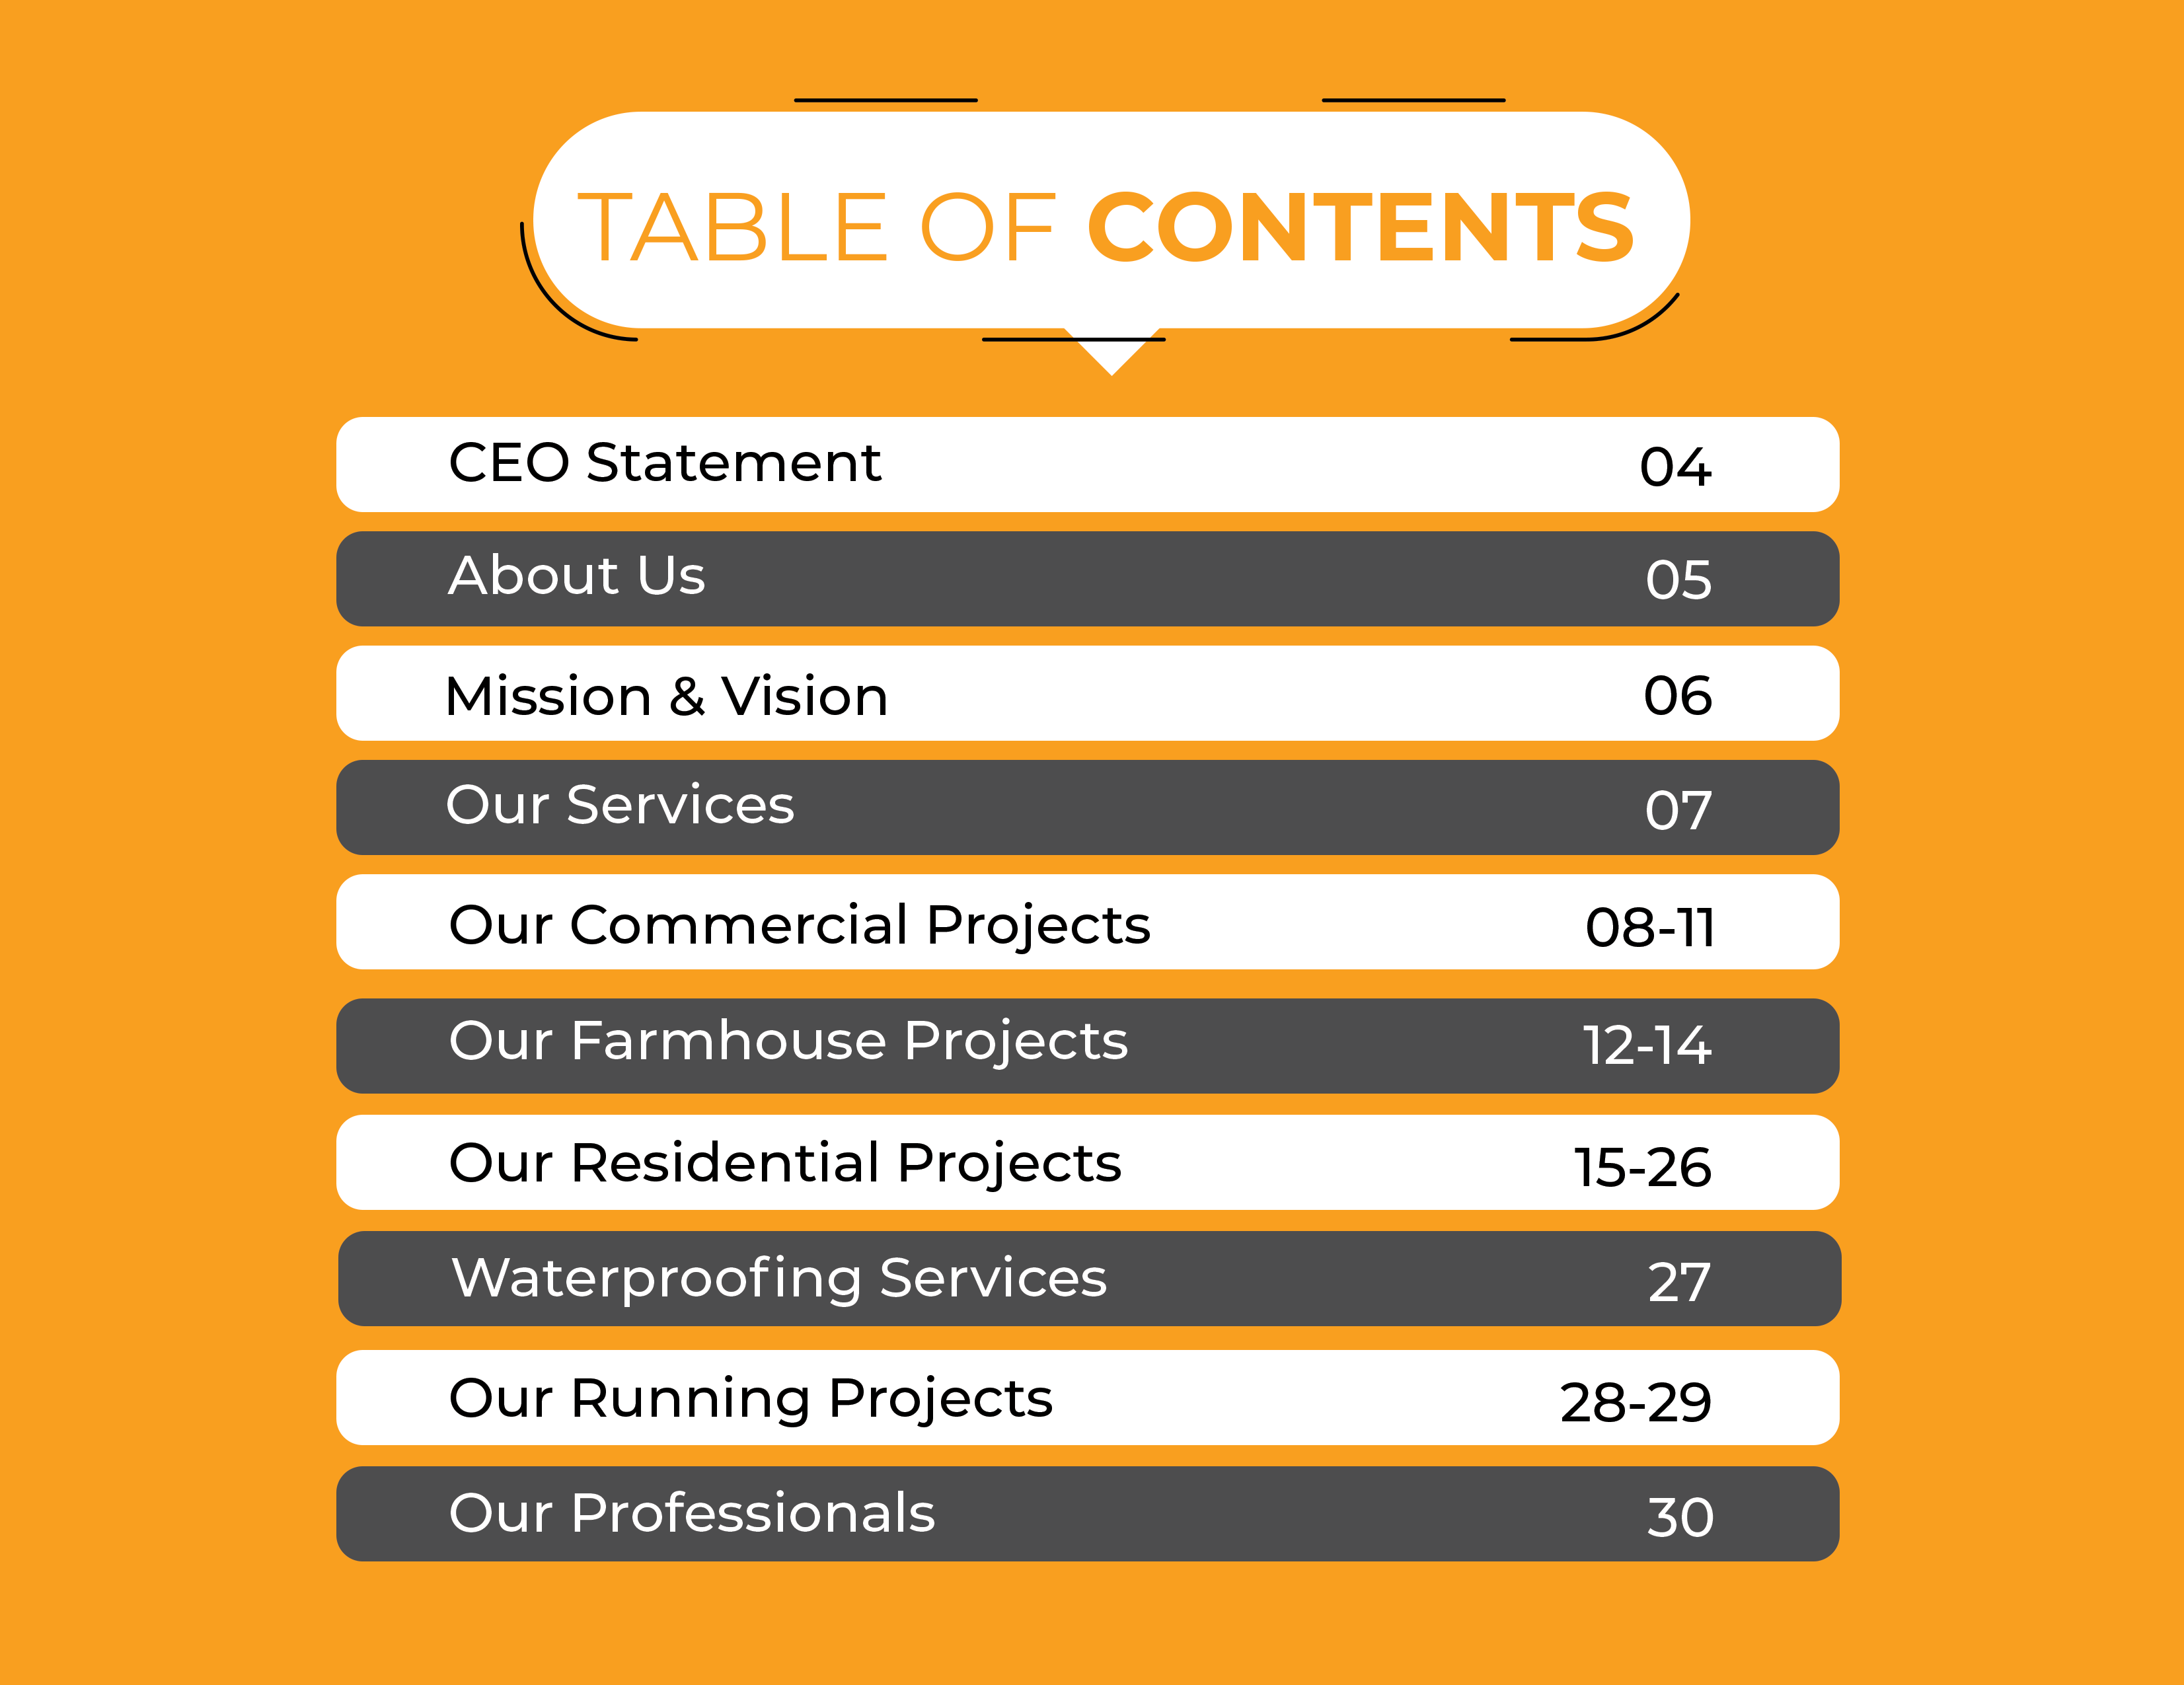 TABLE OF CONTENTS
CEO Statement 04
About Us 05
Mission & Vision 06
Our Services 07
Our Commercial Projects 08-11
Our Farmhouse Projects 12-14
Our Residential Projects 15-26
Waterproofing Services 27
Our Running Projects 28-29
Our Professionals 30